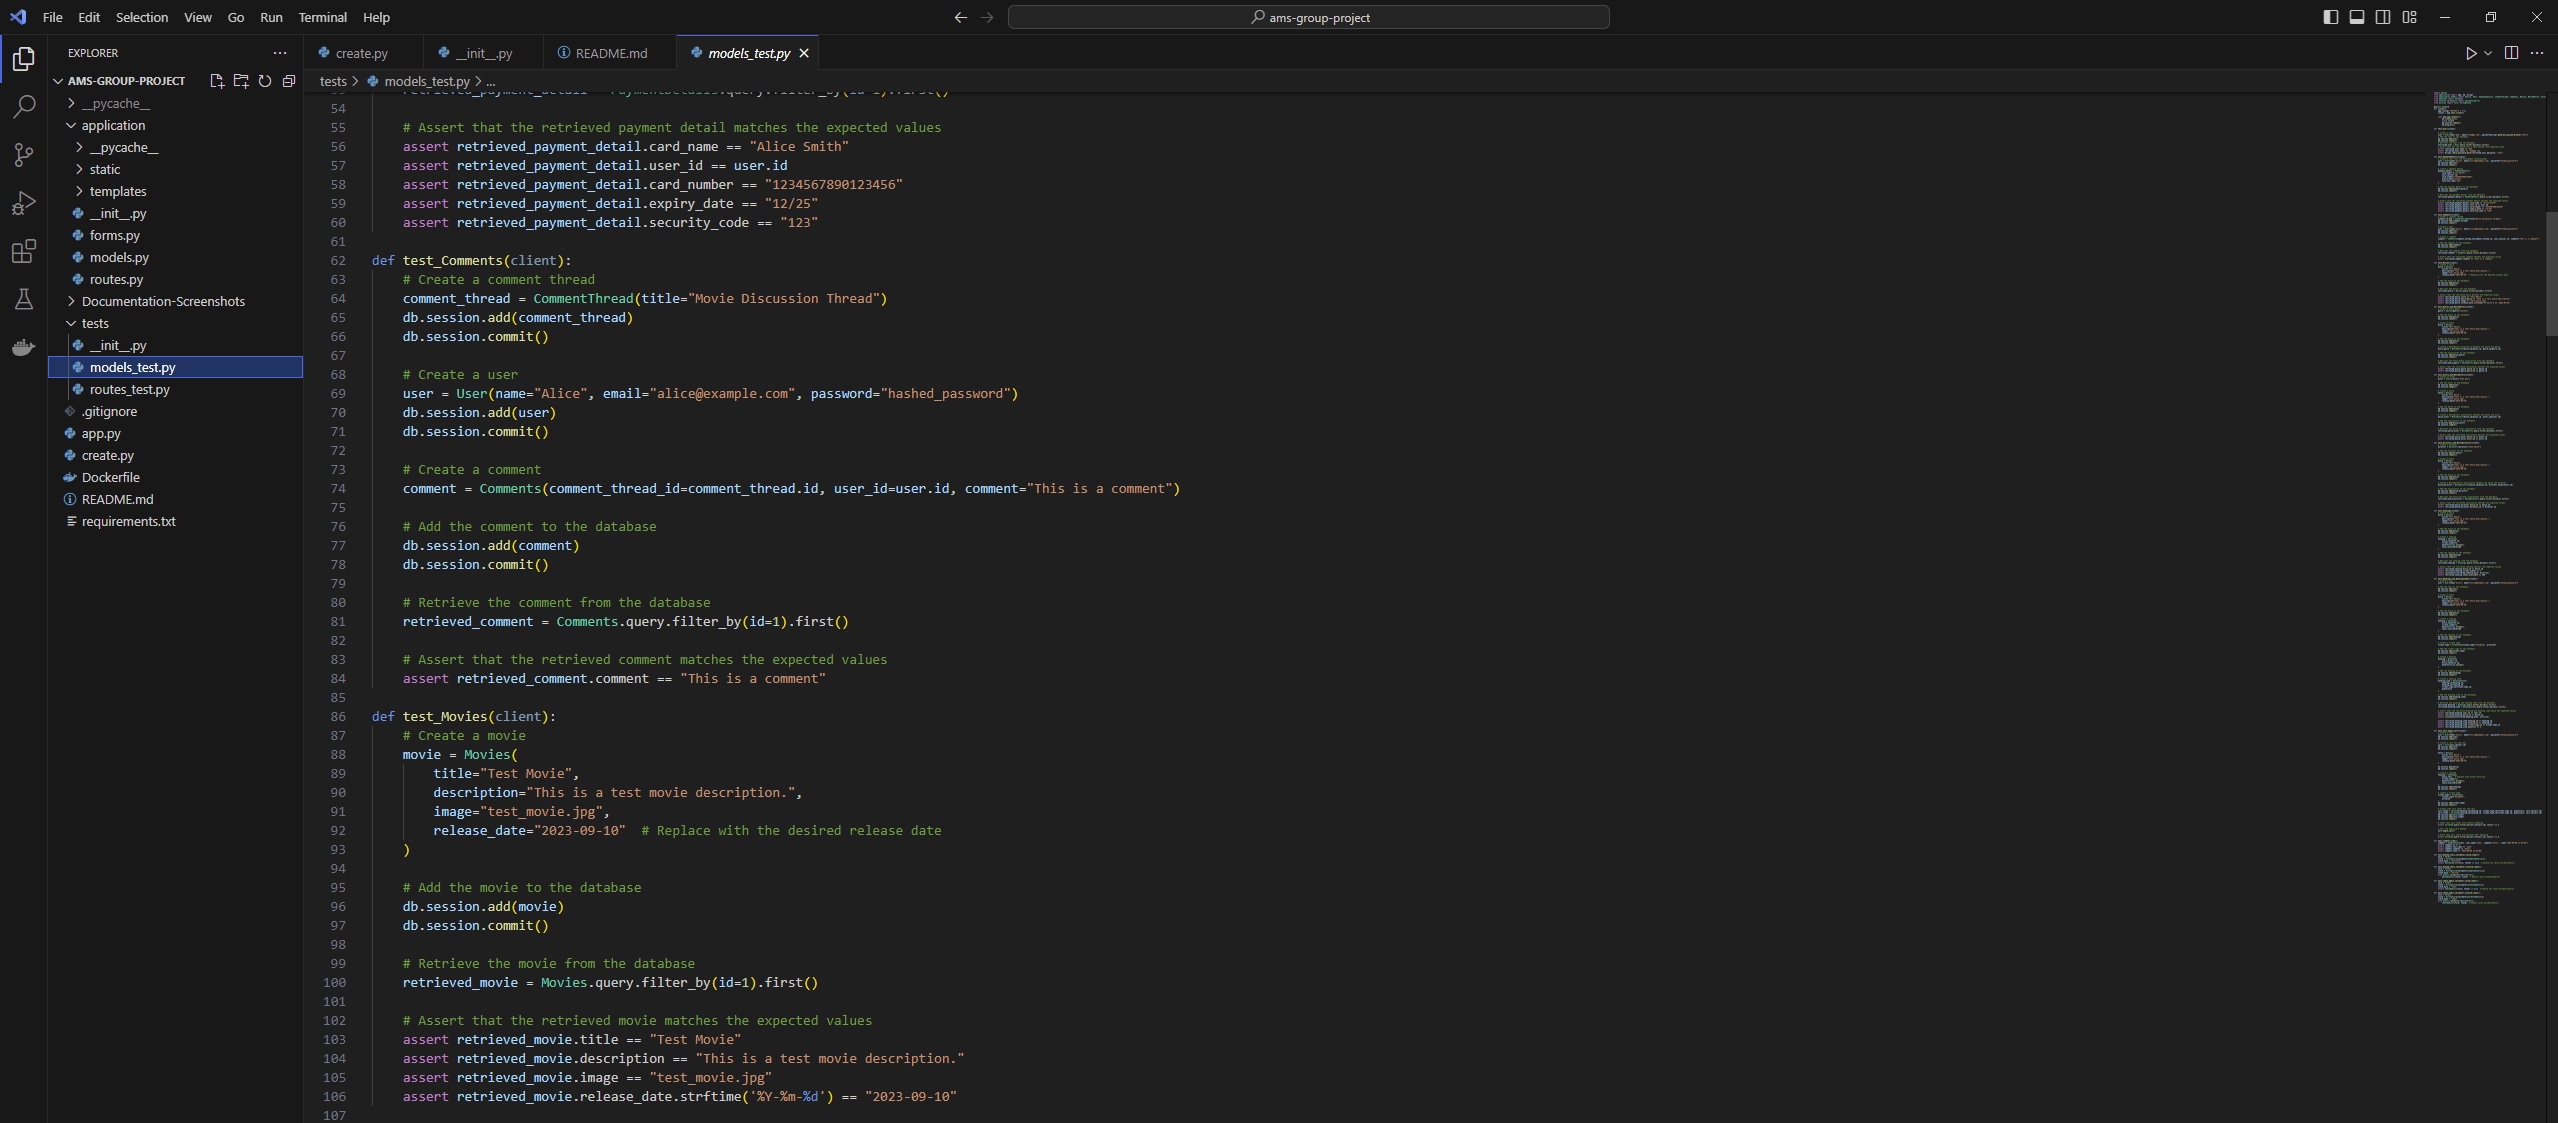 File Edit Selection View Go Run Terminal Help
ams-group-project
EXPLORER
AMS-GROUP-PROJECT
__pycache__
application
__pycache__
static
templates
__init__.py
forms.py
models.py
routes.py
Documentation-Screenshots
tests
__init__.py
models_test.py
routes_test.py
.gitignore
app.py
create.py
Dockerfile
README.md
requirements.txt
create.py __init__.py README.md models_test.py
tests > models_test.py > ...
54
55 # Assert that the retrieved payment detail matches the expected values
56 assert retrieved_payment_detail.card_name == "Alice Smith"
57 assert retrieved_payment_detail.user_id == user.id
58 assert retrieved_payment_detail.card_number == "1234567890123456"
59 assert retrieved_payment_detail.expiry_date == "12/25"
60 assert retrieved_payment_detail.security_code == "123"
61
62 def test_Comments(client):
63 # Create a comment thread
64 comment_thread = CommentThread(title="Movie Discussion Thread")
65 db.session.add(comment_thread)
66 db.session.commit()
67
68 # Create a user
69 user = User(name="Alice", email="alice@example.com", password="hashed_password")
70 db.session.add(user)
71 db.session.commit()
72
73 # Create a comment
74 comment = Comments(comment_thread_id=comment_thread.id, user_id=user.id, comment="This is a comment")
75
76 # Add the comment to the database
77 db.session.add(comment)
78 db.session.commit()
79
80 # Retrieve the comment from the database
81 retrieved_comment = Comments.query.filter_by(id=1).first()
82
83 # Assert that the retrieved comment matches the expected values
84 assert retrieved_comment.comment == "This is a comment"
85
86 def test_Movies(client):
87 # Create a movie
88 movie = Movies(
89 title="Test Movie",
90 description="This is a test movie description.",
91 image="test_movie.jpg",
92 release_date="2023-09-10" # Replace with the desired release date
93 )
94
95 # Add the movie to the database
96 db.session.add(movie)
97 db.session.commit()
98
99 # Retrieve the movie from the database
100 retrieved_movie = Movies.query.filter_by(id=1).first()
101
102 # Assert that the retrieved movie matches the expected values
103 assert retrieved_movie.title == "Test Movie"
104 assert retrieved_movie.description == "This is a test movie description."
105 assert retrieved_movie.image == "test_movie.jpg"
106 assert retrieved_movie.release_date.strftime('%Y-%m-%d') == "2023-09-10"
107